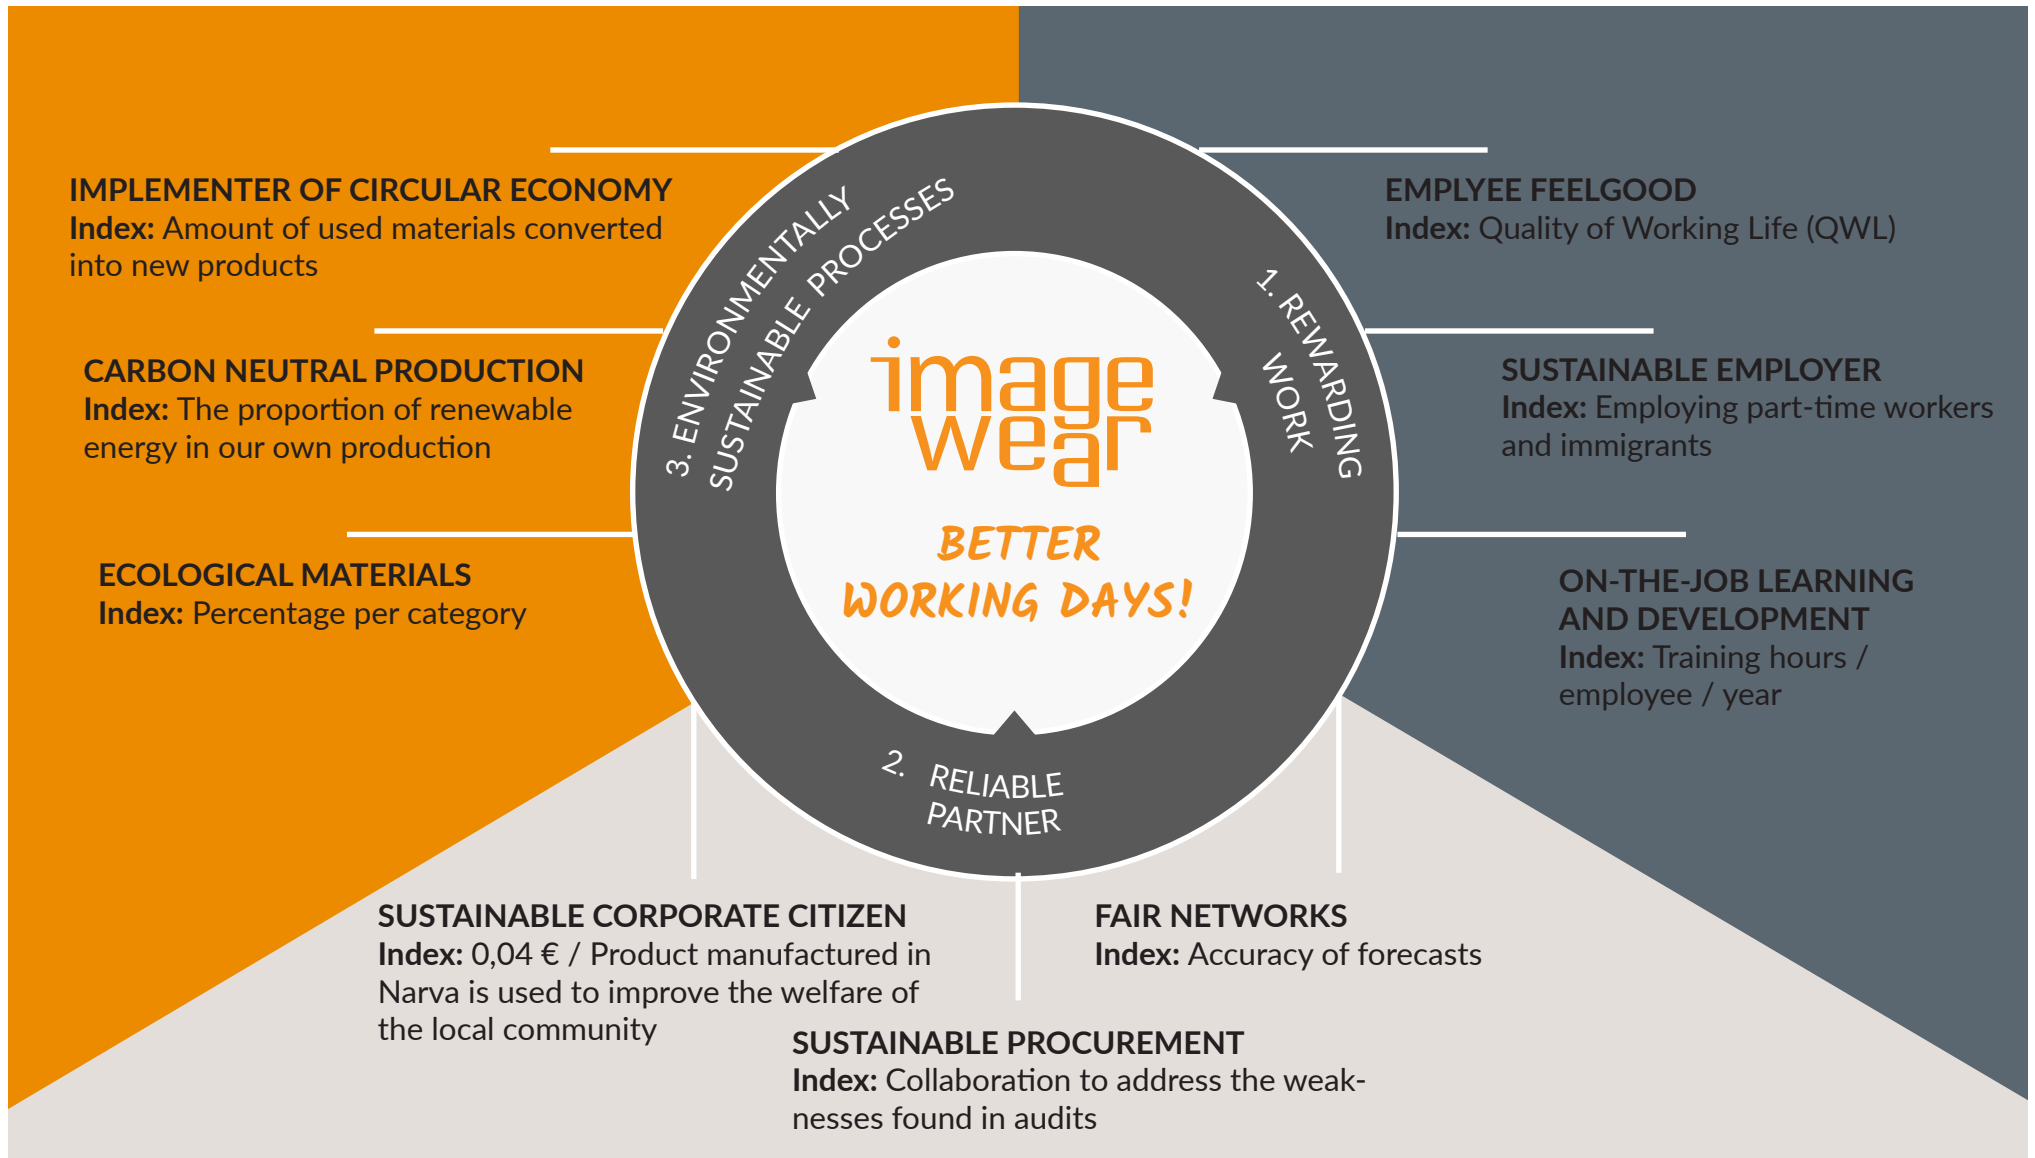 IMPLEMENTER OF CIRCULAR ECONOMY
Index: Amount of used materials converted
into new products
CARBON NEUTRAL PRODUCTION
Index: The proportion of renewable
energy in our own production
ECOLOGICAL MATERIALS
Index: Percentage per category
3. ENVIRONMENTALLY
SUSTAINABLE PROCESSES
image
wear
BETTER
WORKING DAYS!
1. REWARDING
WORK
2. RELIABLE
PARTNER
EMPLYEE FEELGOOD
Index: Quality of Working Life (QWL)
SUSTAINABLE EMPLOYER
Index: Employing part-time workers
and immigrants
ON-THE-JOB LEARNING
AND DEVELOPMENT
Index: Training hours /
employee / year
SUSTAINABLE CORPORATE CITIZEN
Index: 0,04 € / Product manufactured in
Narva is used to improve the welfare of
the local community
SUSTAINABLE PROCUREMENT
Index: Collaboration to address the weak-
nesses found in audits
FAIR NETWORKS
Index: Accuracy of forecasts